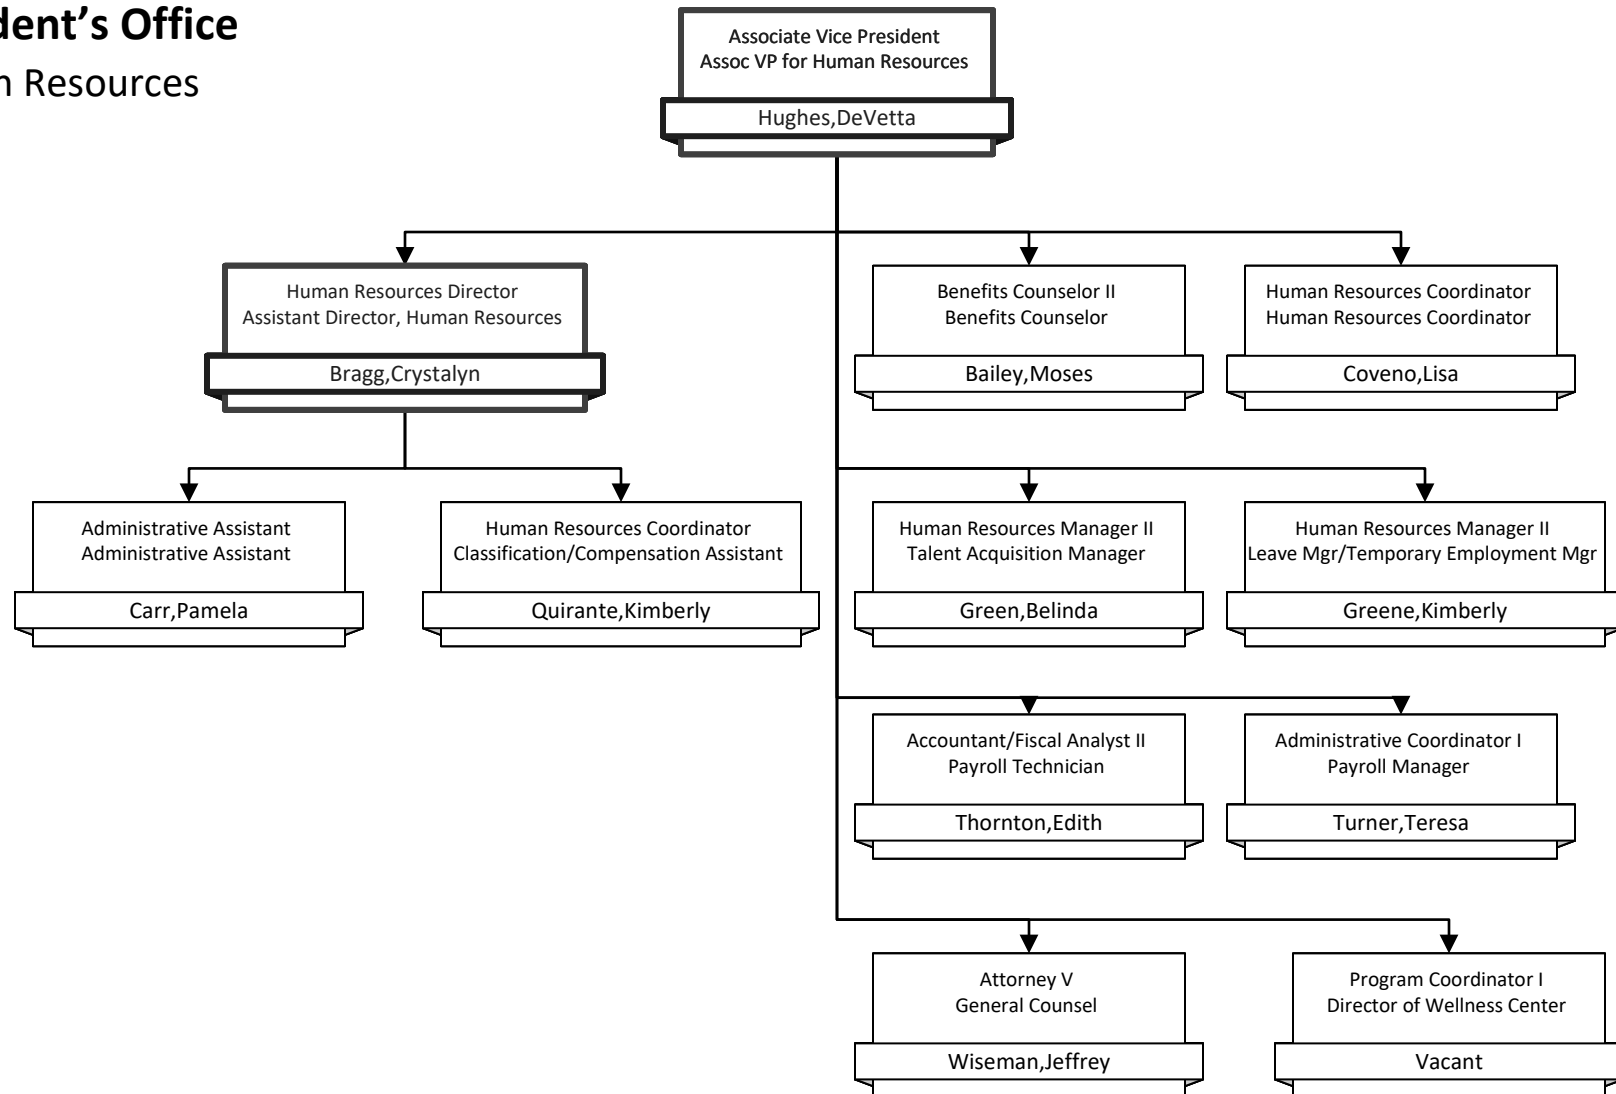 Office
Resources
Associate Vice President
Assoc VP for Human Resources
Hughes,DeVetta
Human Resources Director
Assistant Director, Human Resources
Bragg,Crystalyn
Benefits Counselor II
Benefits Counselor
Bailey,Moses
Human Resources Coordinator
Human Resources Coordinator
Coveno,Lisa
Administrative Assistant
Administrative Assistant
Carr,Pamela
Human Resources Coordinator
Classification/Compensation Assistant
Quirante,Kimberly
Human Resources Manager II
Talent Acquisition Manager
Green,Belinda
Human Resources Manager II
Leave Mgr/Temporary Employment Mgr
Greene,Kimberly
Accountant/Fiscal Analyst II
Payroll Technician
Thornton,Edith
Administrative Coordinator I
Payroll Manager
Turner,Teresa
Attorney V
General Counsel
Wiseman,Jeffrey
Program Coordinator I
Director of Wellness Center
Vacant